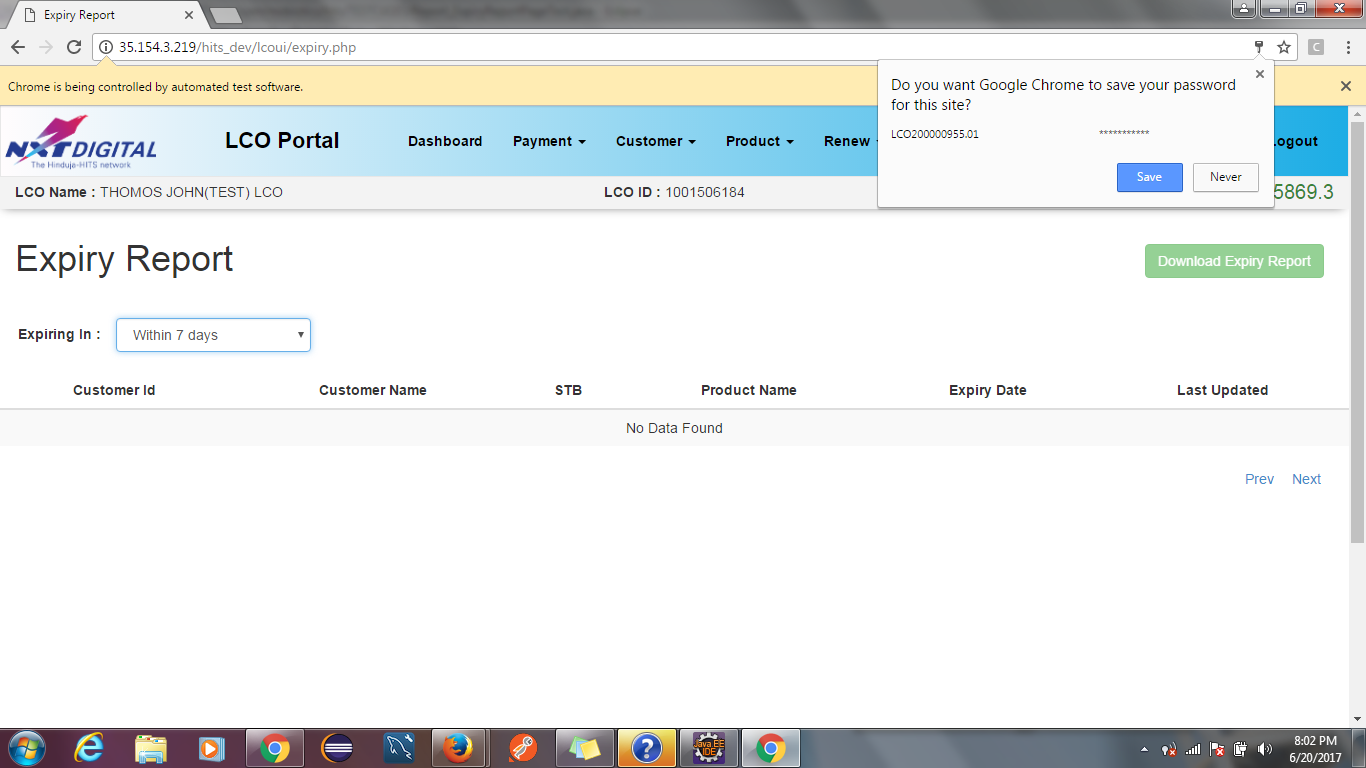 Expiry Report
35.154.3.219/hits_dev/lcoui/expiry.php
C
Chrome is being controlled by automated test software.
Do you want Google Chrome to save your password
for this site?
LCO200000955.01 ***********
Save Never
NXTDIGITAL
The Hinduja-HITS network
LCO Portal
Dashboard Payment Customer Product Renew Logout
LCO Name : THOMOS JOHN(TEST) LCO LCO ID : 1001506184 5869.3
Expiry Report
Download Expiry Report
Expiring In : Within 7 days
Customer Id Customer Name STB Product Name Expiry Date Last Updated
No Data Found
Prev Next
Java EE
IDE
8:02 PM
6/20/2017